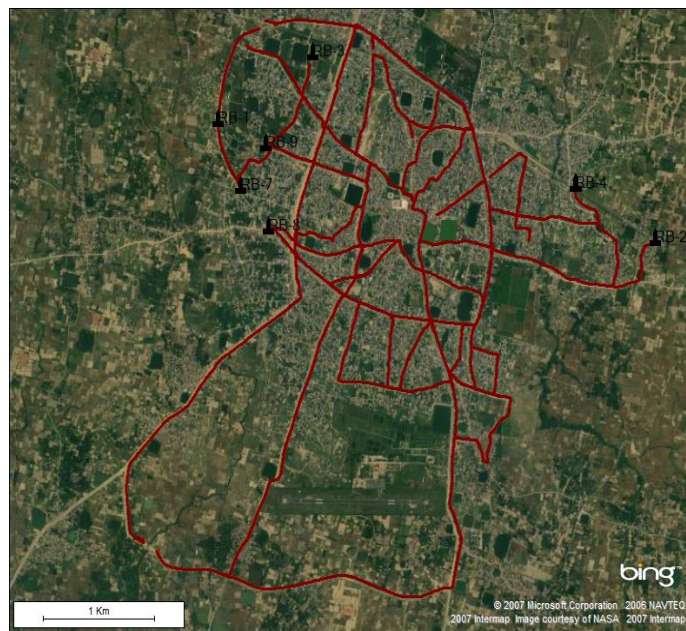 RB-3
RB-1
RB-9
RB-7
RB-4
RB-8
RB-2
bing™
1 Km
© 2007 Microsoft Corporation 2006 NAVTEQ
2007 Intermap Image courtesy of NASA 2007 Intermap